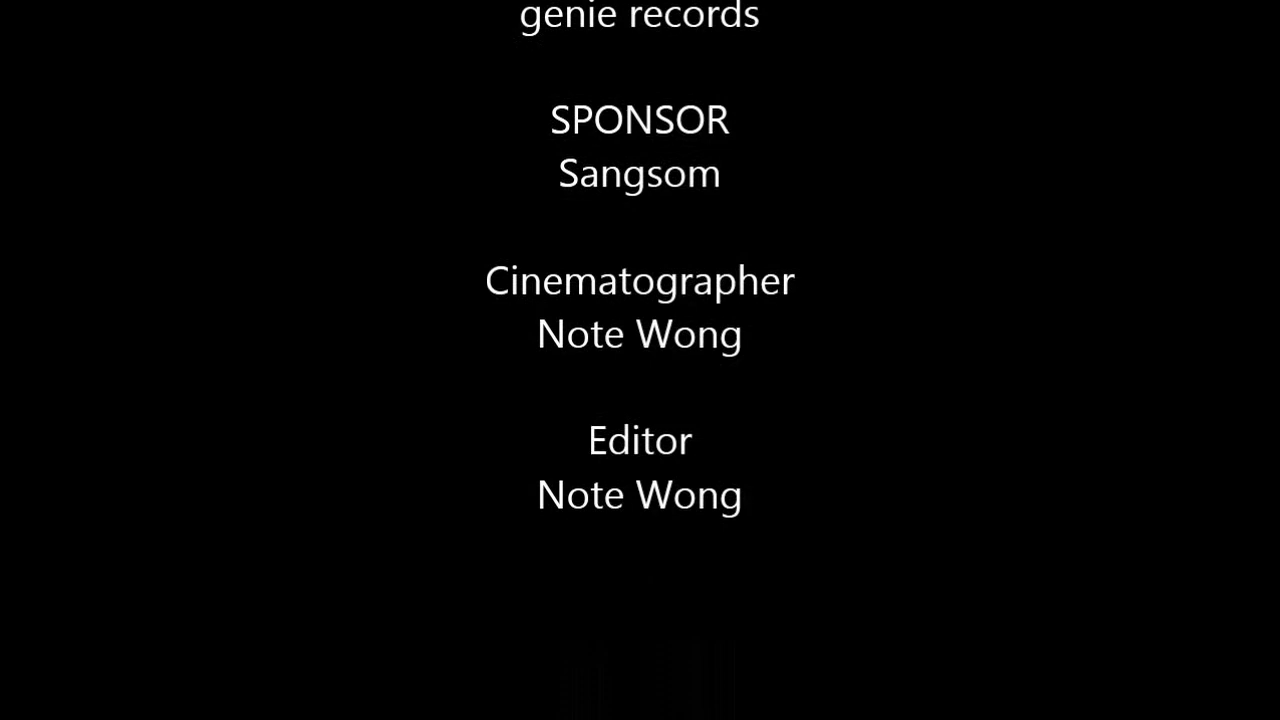 genie records
SPONSOR
Sangsom
Cinematographer
Note Wong
Editor
Note Wong